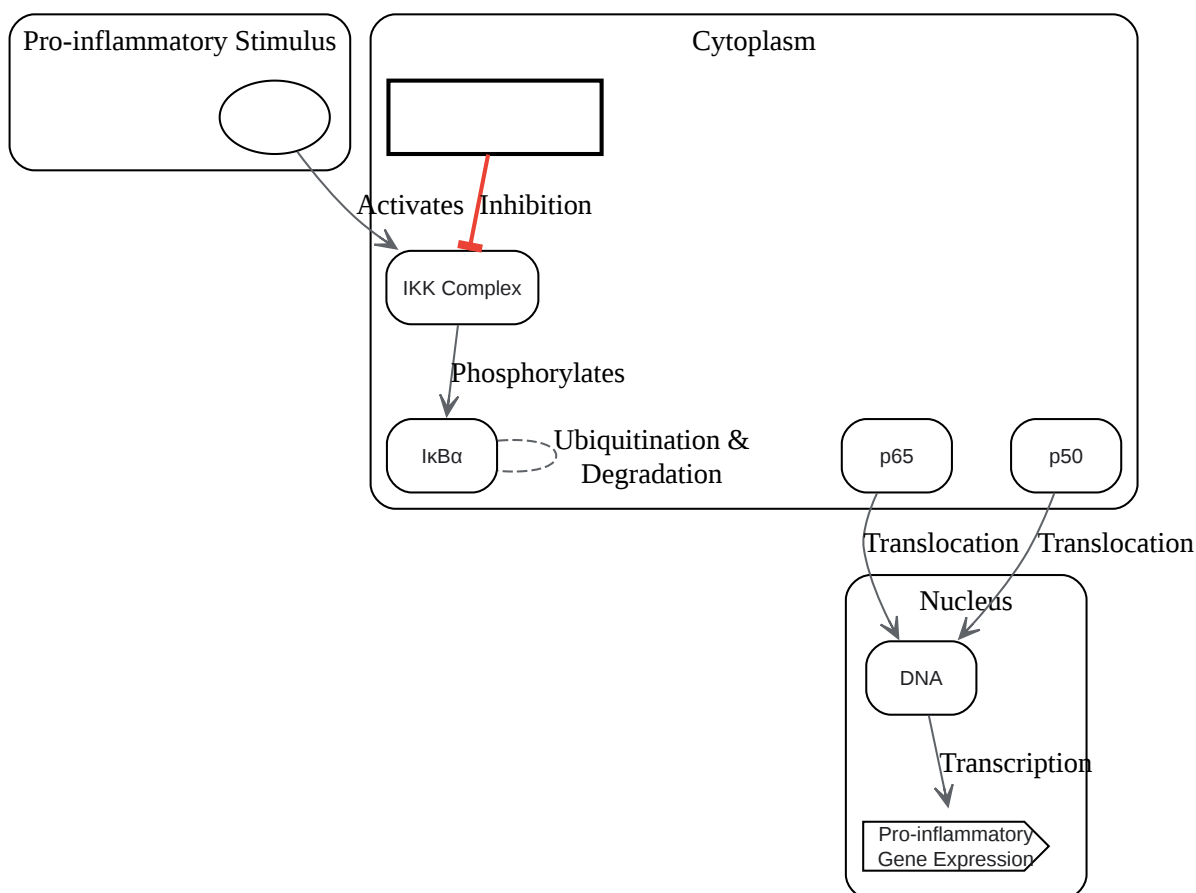 Pro-inflammatory Stimulus
Cytoplasm
Activates
Inhibition
IKK Complex
Phosphorylates
IκBα
Ubiquitination &
Degradation
p65
p50
Translocation
Translocation
Nucleus
DNA
Transcription
Pro-inflammatory
Gene Expression